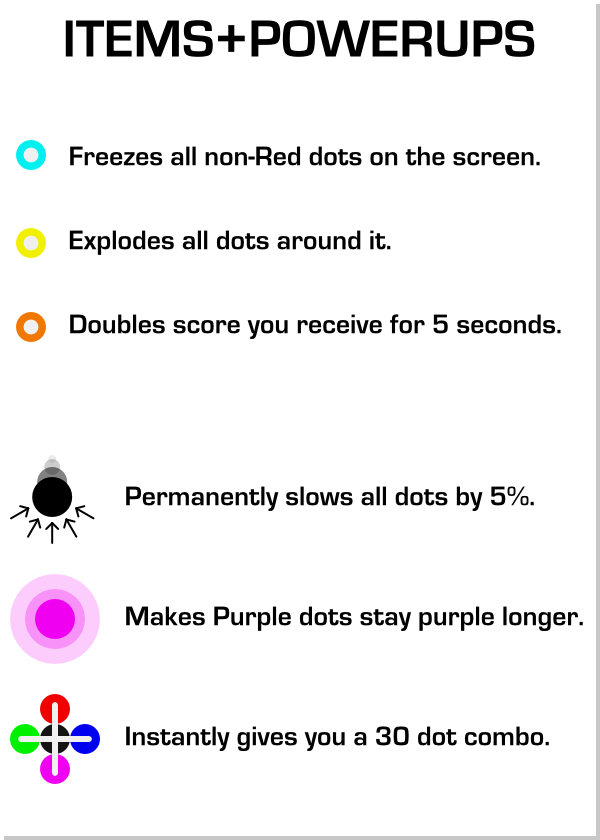 ITEMS+POWERUPS
Freezes all non-Red dots on the screen.
Explodes all dots around it.
Doubles score you receive for 5 seconds.
Permanently slows all dots by 5%.
Makes Purple dots stay purple longer.
Instantly gives you a 30 dot combo.